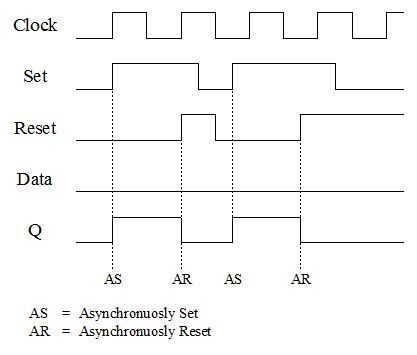 Clock
Set
Reset
Data
Q
AS AR AS AR
AS = Asynchronuosly Set
AR = Asynchronuosly Reset